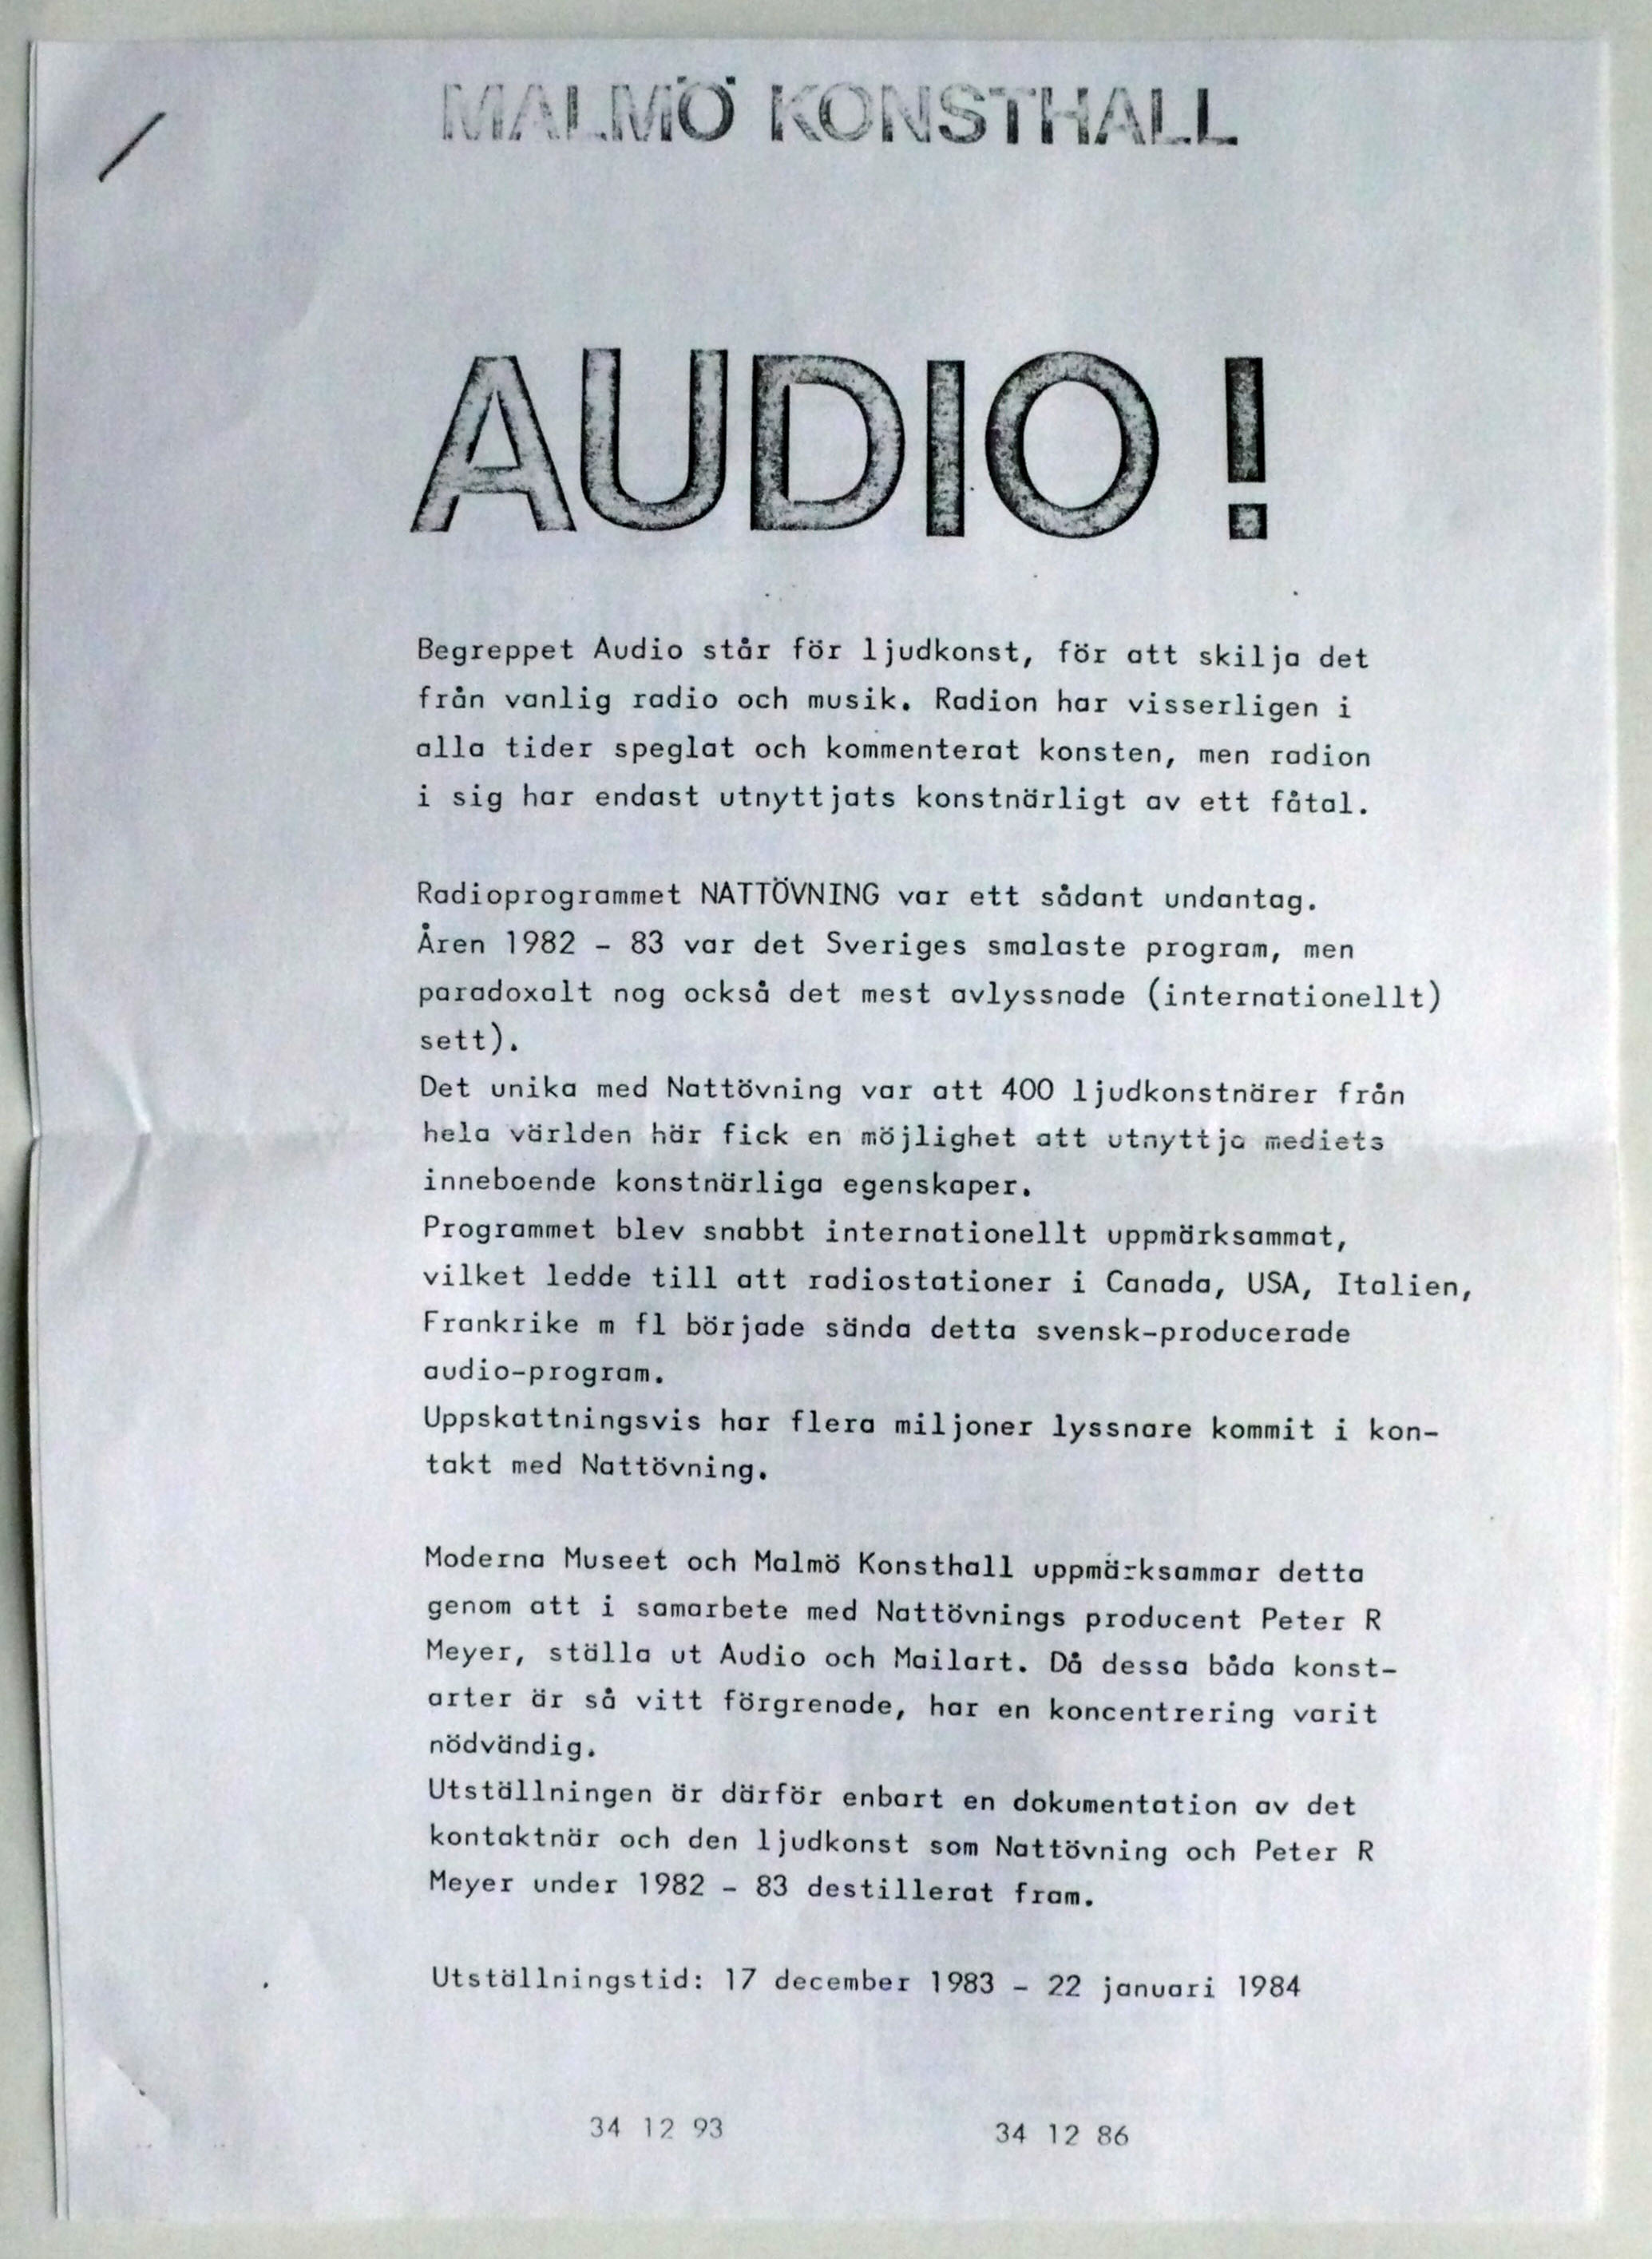 MALMÖ KONSTHALL
AUDIO!
Begreppet Audio står för ljudkonst, för att skilja det
från vanlig radio och musik. Radion har visserligen i
alla tider speglat och kommenterat konsten, men radion
i sig har endast utnyttjats konstnärligt av ett fåtal.
Radioprogrammet NATTÖVNING var ett sådant undantag.
Åren 1982 - 83 var det Sveriges smalaste program, men
paradoxalt nog också det mest avlyssnade (internationellt)
sett).
Det unika med Nattövning var att 400 ljudkonstnärer från
hela världen här fick en möjlighet att utnyttja mediets
inneboende konstnärliga egenskaper.
Programmet blev snabbt internationellt uppmärksammat,
vilket ledde till att radiostationer i Canada, USA, Italien,
Frankrike m fl började sända detta svensk-producerade
audio-program.
Uppskattningsvis har flera miljoner lyssnare kommit i kon-
takt med Nattövning.
Moderna Museet och Malmö Konsthall uppmärksammar detta
genom att i samarbete med Nattövnings producent Peter R
Meyer, ställa ut Audio och Mailart. Då dessa båda konst-
arter är så vitt förgrenade, har en koncentrering varit
nödvändig.
Utställningen är därför enbart en dokumentation av det
kontaktnär och den ljudkonst som Nattövning och Peter R
Meyer under 1982 - 83 destillerat fram.
Utställningstid: 17 december 1983 - 22 januari 1984
34 12 93 34 12 86